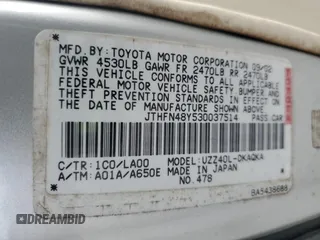 MFD. BY: TOYOTA MOTOR CORPORATION 09/02
GVWR 4530LB GAWR FR 2470LB RR 2470LB
THIS VEHICLE CONFORMS TO ALL APPLICABLE
FEDERAL MOTOR VEHICLE SAFETY AND BUMPER
STANDARDS IN EFFECT ON THE DATE OF
MANUFACTURE SHOWN ABOVE.
JTHFN48Y530037514 PASS. CAR
C/TR: 1C0/LA00 MODEL: UZZ40L-DKAQKA
A/TM: A01A/A650E MADE IN JAPAN
NO. 478
DREAMBID